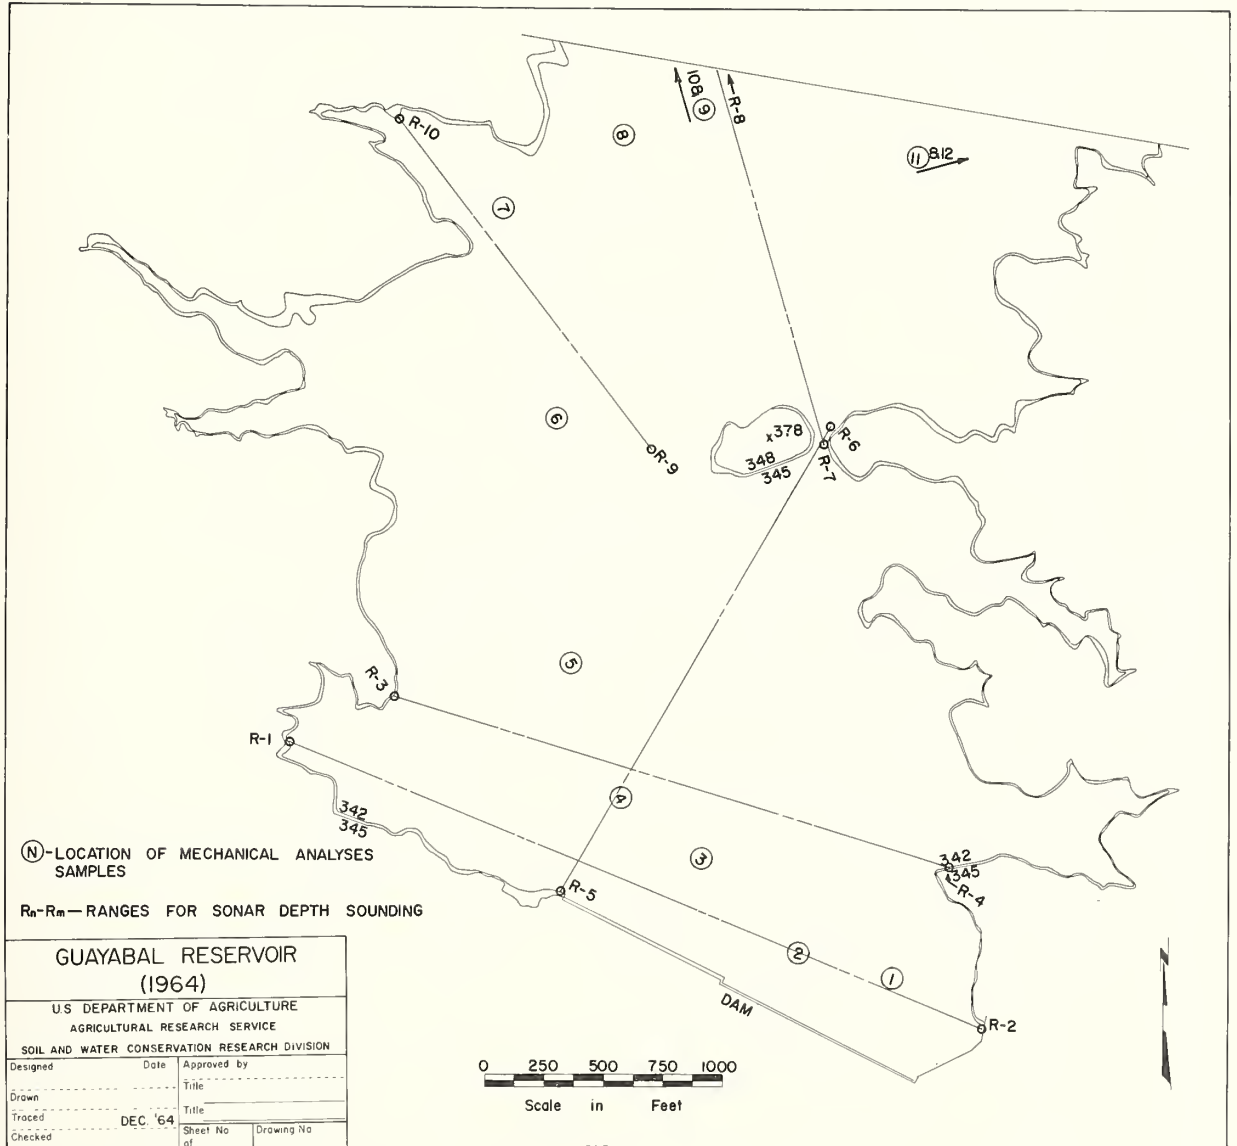 R-10
8
10&9
R-8
11 &12
7
6
R-9
x378
348
345
R-6
R-7
5
R-3
R-1
4
342
345
3
342
345
R-4
R-5
2
1
R-2
DAM
N-LOCATION OF MECHANICAL ANALYSES
SAMPLES
Rn-Rm—RANGES FOR SONAR DEPTH SOUNDING
GUAYABAL RESERVOIR
(1964)
U.S DEPARTMENT OF AGRICULTURE
AGRICULTURAL RESEARCH SERVICE
SOIL AND WATER CONSERVATION RESEARCH DIVISION
Designed Date
Drawn
Traced DEC. '64
Checked
Approved by
Title
Title
Sheet No
of
Drawing No
0 250 500 750 1000
Scale in Feet